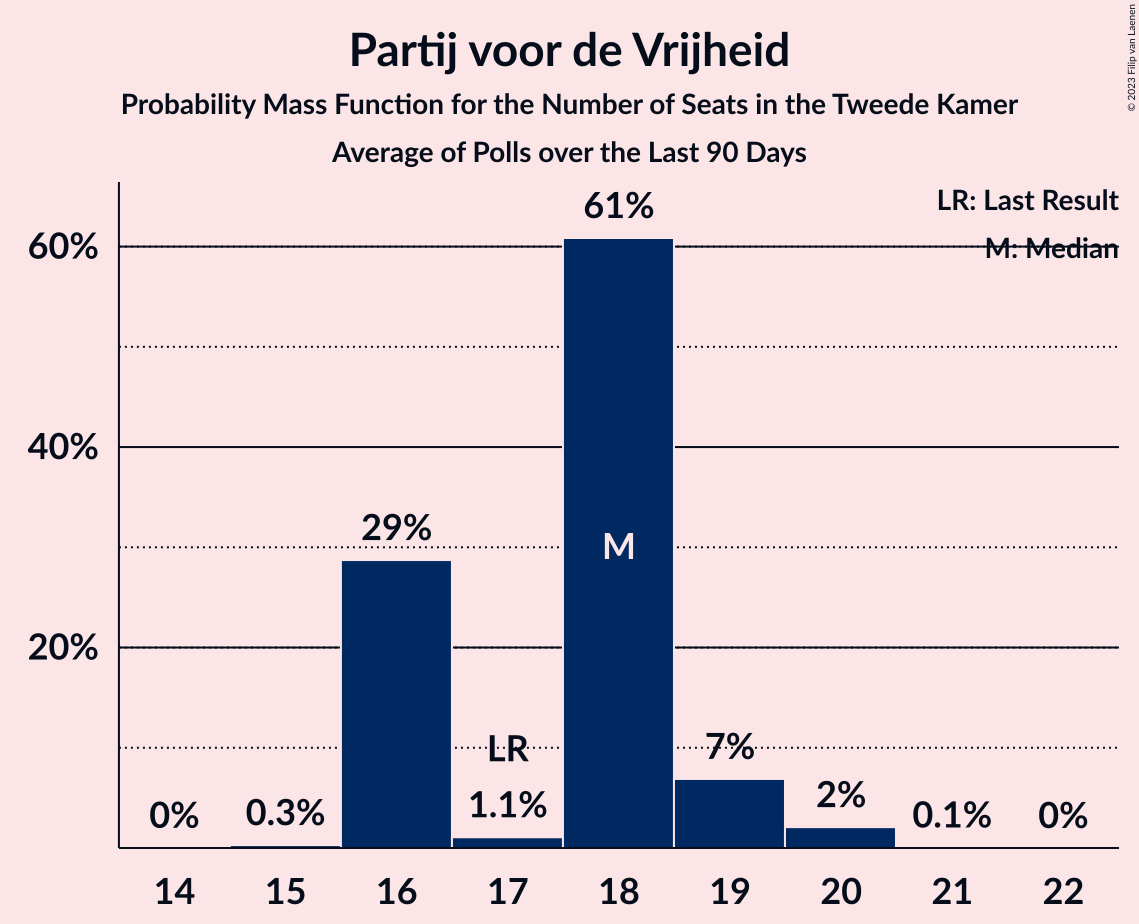 Partij voor de Vrijheid
Probability Mass Function for the Number of Seats in the Tweede Kamer
Average of Polls over the Last 90 Days
© 2023 Filip van Laenen
LR: Last Result
M: Median
60%
40%
20%
0%
0.3%
29%
LR
1.1%
61%
M
7%
2%
0.1%
0%
14 15 16 17 18 19 20 21 22